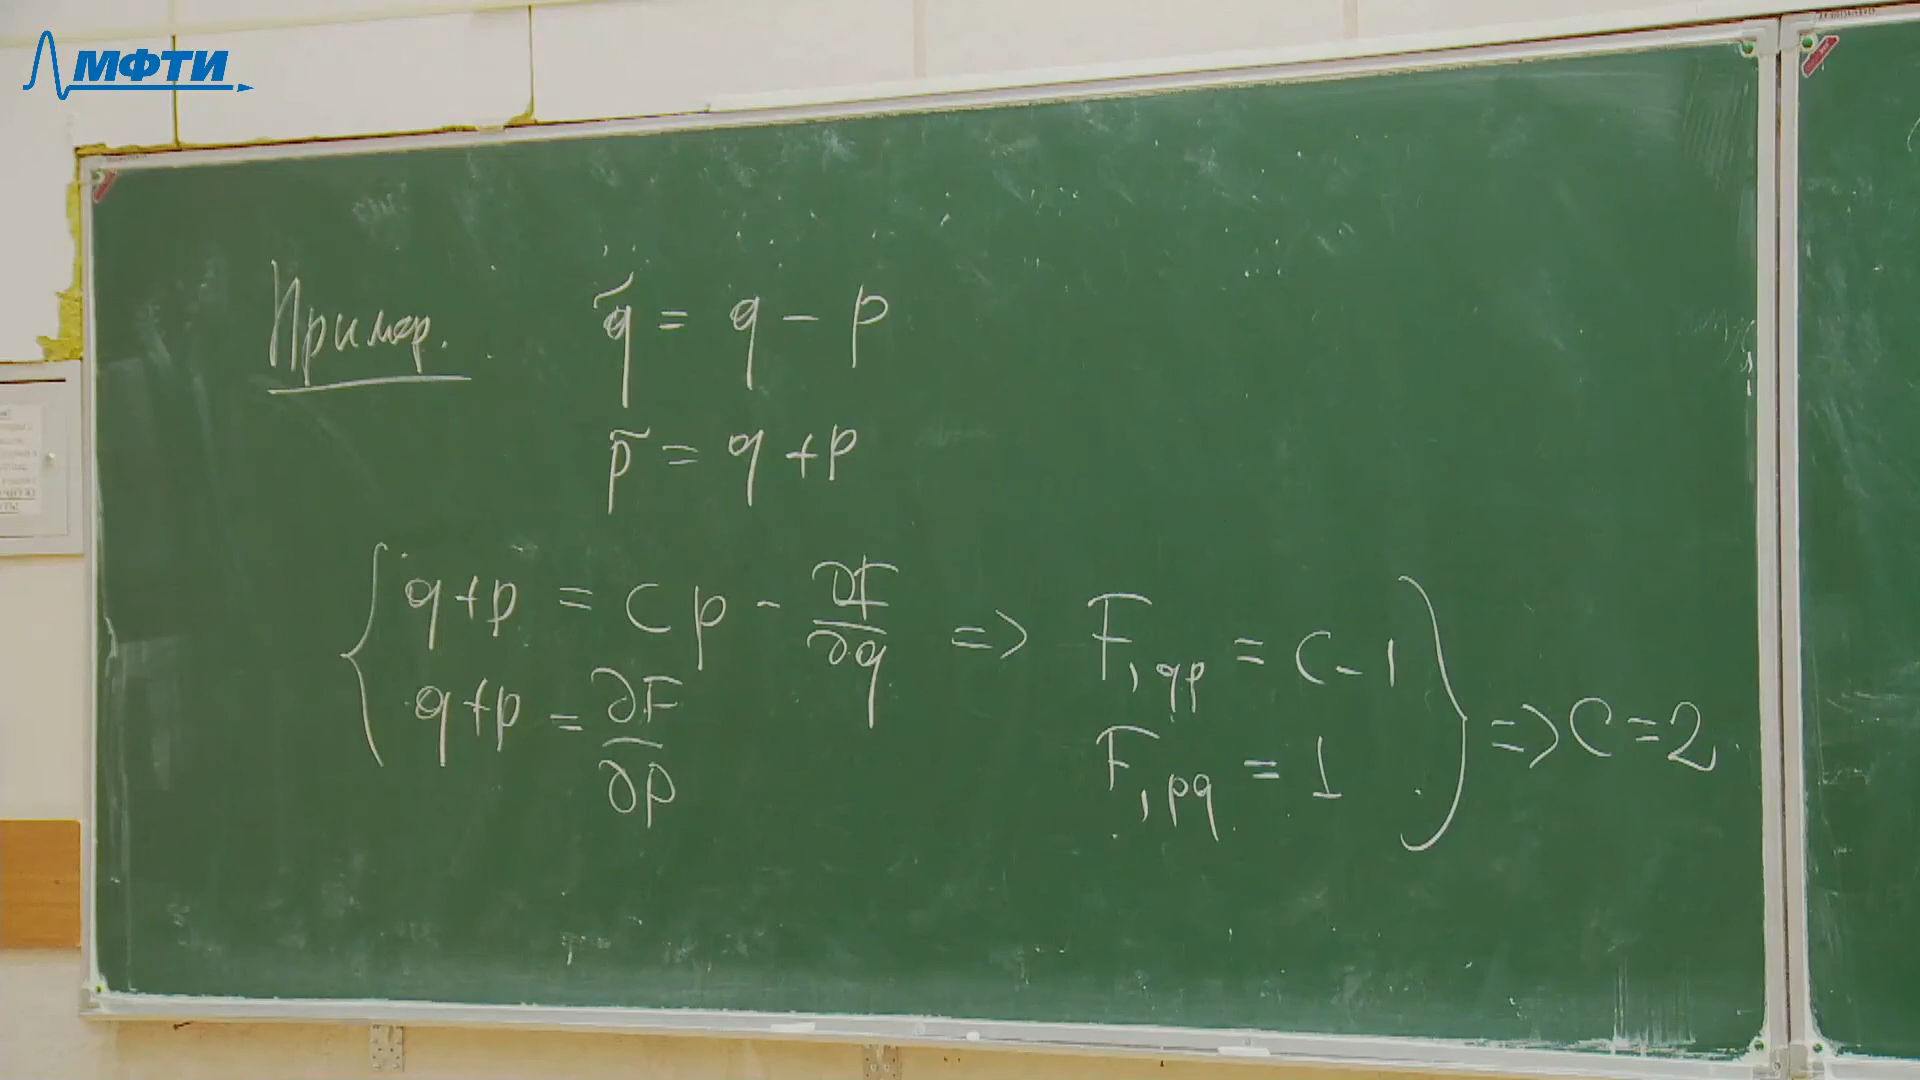 МФТИ
Пример. q̃ = q - p
p̃ = q + p
q+p = Cp - ∂F/∂q => F,qp = C-1
q+p = ∂F/∂p F,pq = 1 => C=2